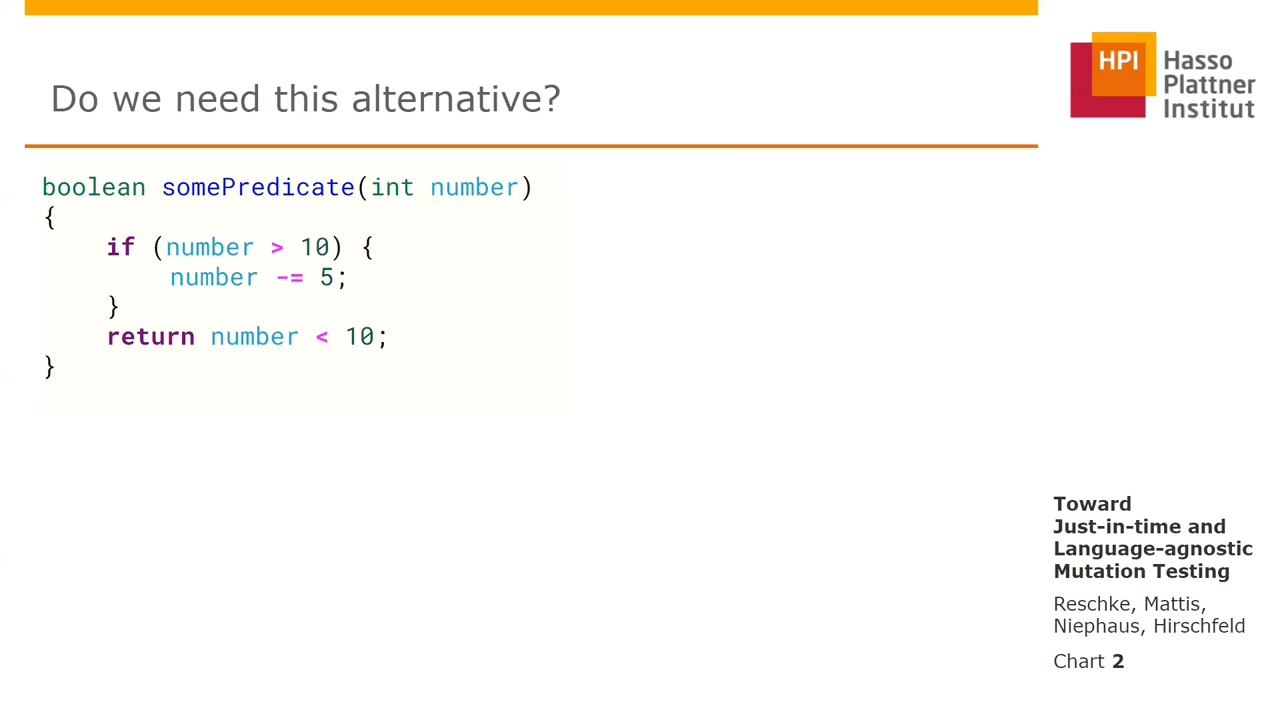 Do we need this alternative?
HPI Hasso
Plattner
Institut
boolean somePredicate(int number)
{
    if (number > 10) {
        number -= 5;
    }
    return number < 10;
}
Toward
Just-in-time and
Language-agnostic
Mutation Testing
Reschke, Mattis,
Niephaus, Hirschfeld
Chart 2